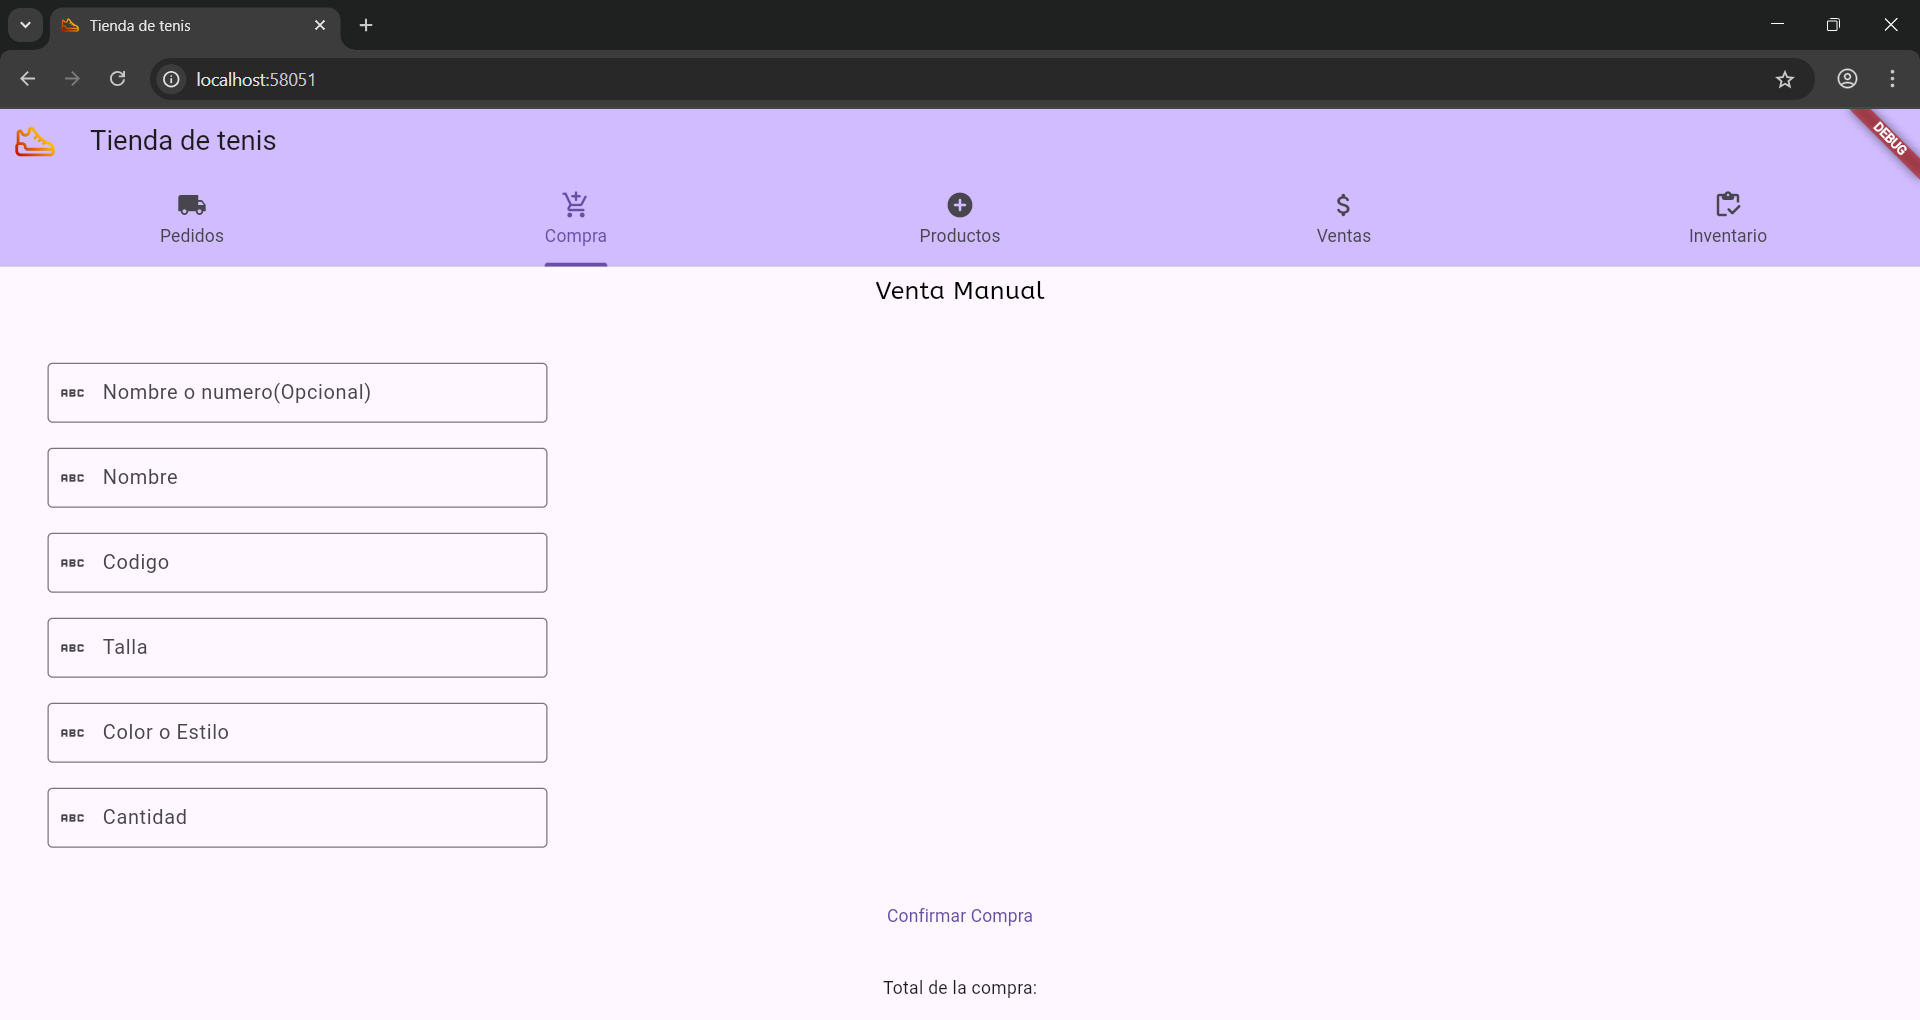 Tienda de tenis
localhost:58051
Tienda de tenis
DEBUG
Pedidos
Compra
Productos
Ventas
Inventario
Venta Manual
ABC Nombre o numero(Opcional)
ABC Nombre
ABC Codigo
ABC Talla
ABC Color o Estilo
ABC Cantidad
Confirmar Compra
Total de la compra: